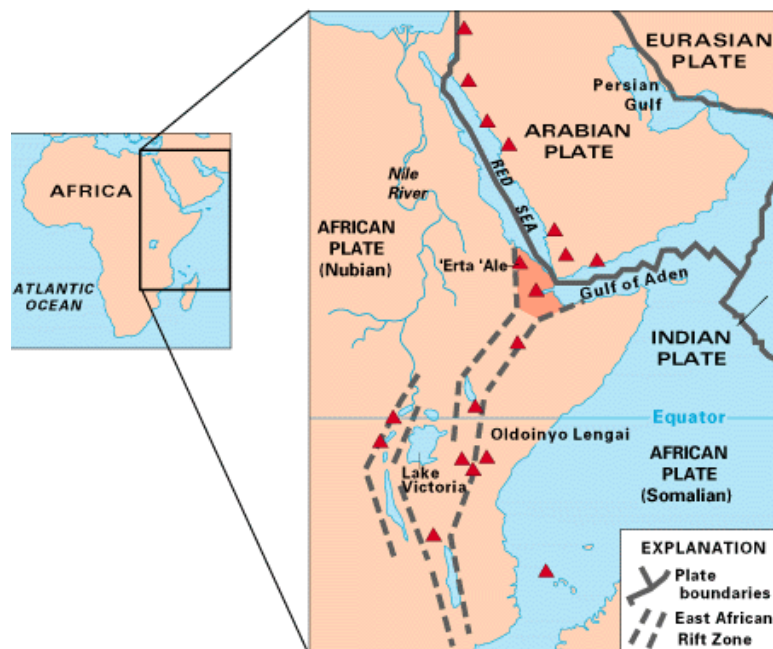 AFRICA
ATLANTIC
OCEAN
EURASIAN
PLATE
Persian
Gulf
ARABIAN
PLATE
Nile
River
RED
SEA
AFRICAN
PLATE
(Nubian)
'Erta 'Ale
Gulf of Aden
INDIAN
PLATE
Equator
Oldoinyo Lengai
Lake
Victoria
AFRICAN
PLATE
(Somalian)
EXPLANATION
Plate
boundaries
East African
Rift Zone